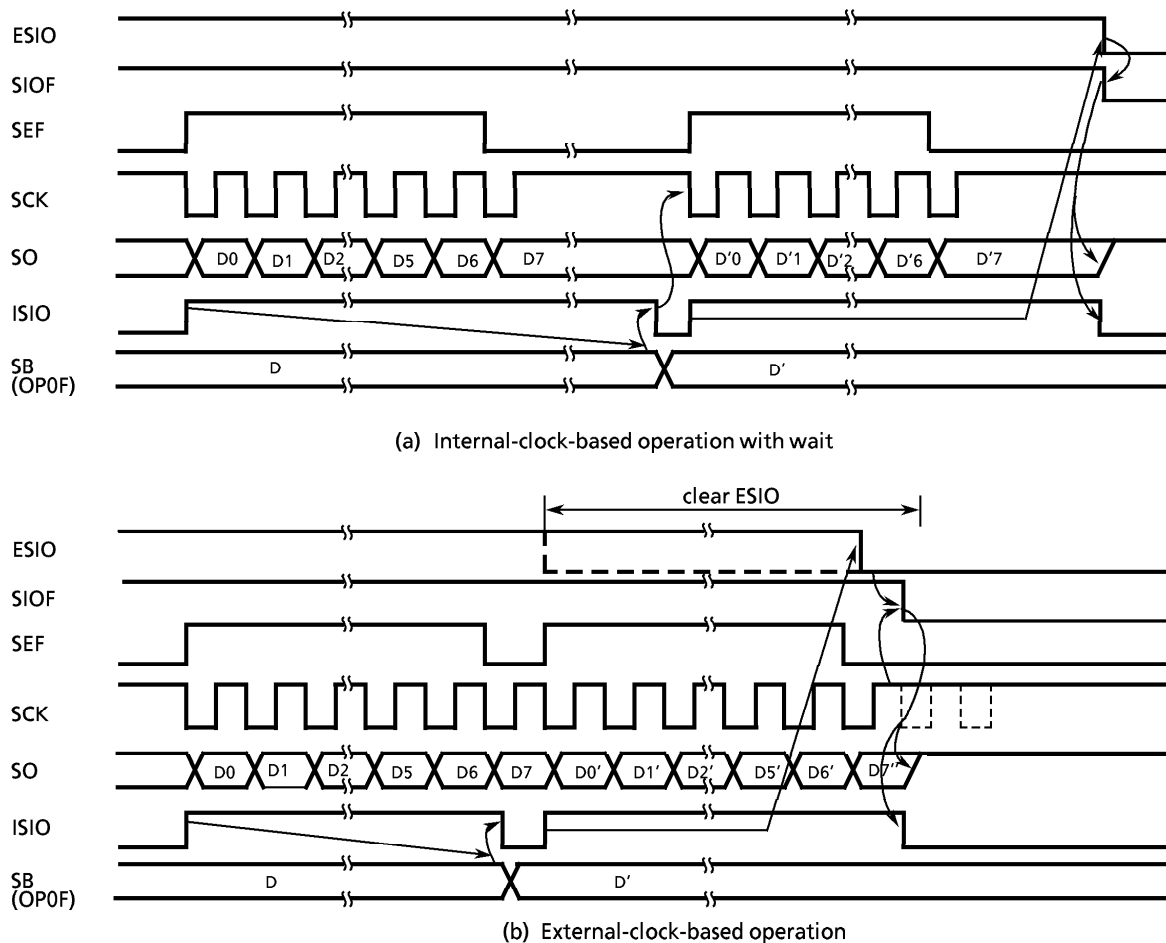 ESIO
SIOF
SEF
SCK
SO D0 D1 D2 D5 D6 D7 D'0 D'1 D'2 D'6 D'7
ISIO
SB D D'
(OP0F)
(a) Internal-clock-based operation with wait
clear ESIO
ESIO
SIOF
SEF
SCK
SO D0 D1 D2 D5 D6 D7 D0' D1' D2' D5' D6' D7'
ISIO
SB D D'
(OP0F)
(b) External-clock-based operation